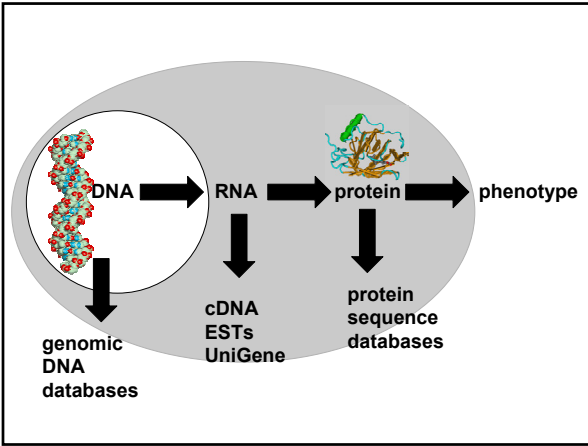 DNA
RNA
protein
phenotype
genomic
DNA
databases
cDNA
ESTs
UniGene
protein
sequence
databases